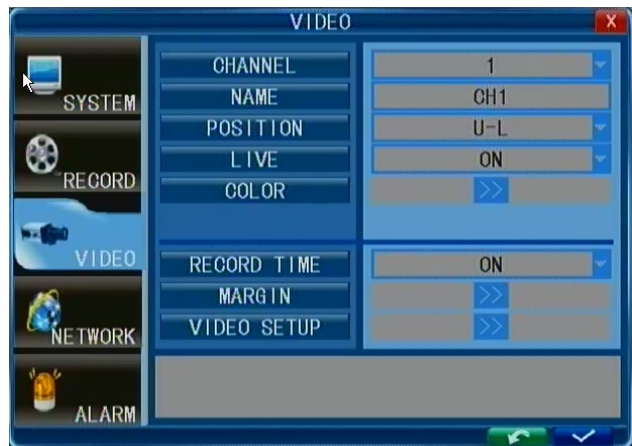 VIDEO
X
SYSTEM
RECORD
VIDEO
NETWORK
ALARM
CHANNEL 1
NAME CH1
POSITION U-L
LIVE ON
COLOR >>
RECORD TIME ON
MARGIN >>
VIDEO SETUP >>